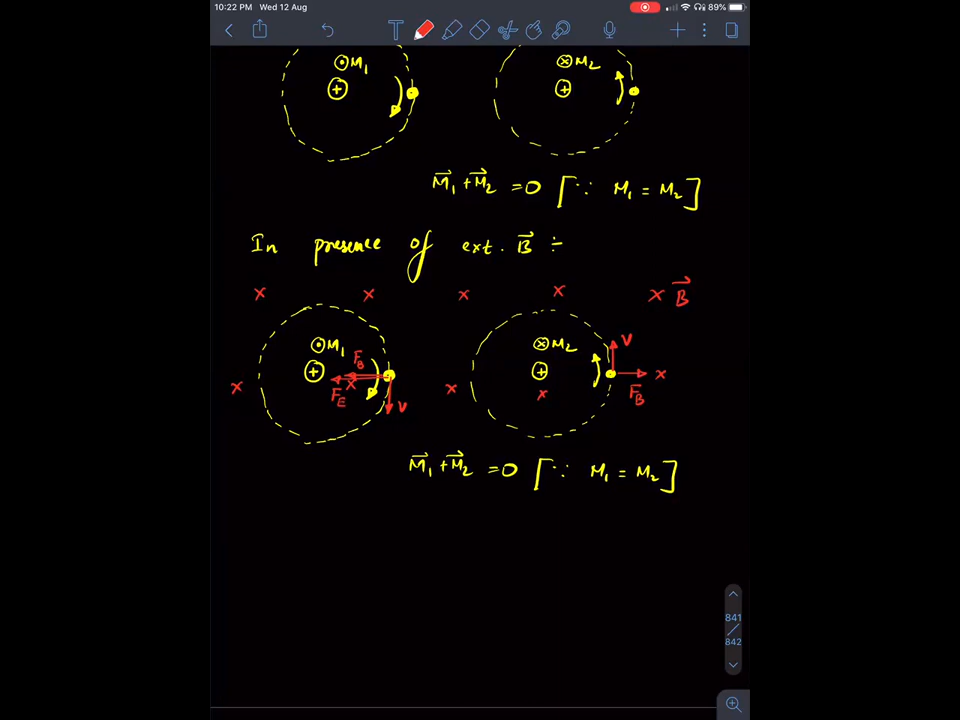 10:22 PM Wed 12 Aug 89%
T
M₁ M₂
+ +
M⃗₁ + M⃗₂ = 0 [∵ M₁ = M₂]
In presence of ext. B⃗ ÷
x x x x x B⃗
M₁ M₂ V
F_B
+ + x
x x x x F_B
F_E V
M⃗₁ + M⃗₂ = 0 [∵ M₁ = M₂]
841
/
842